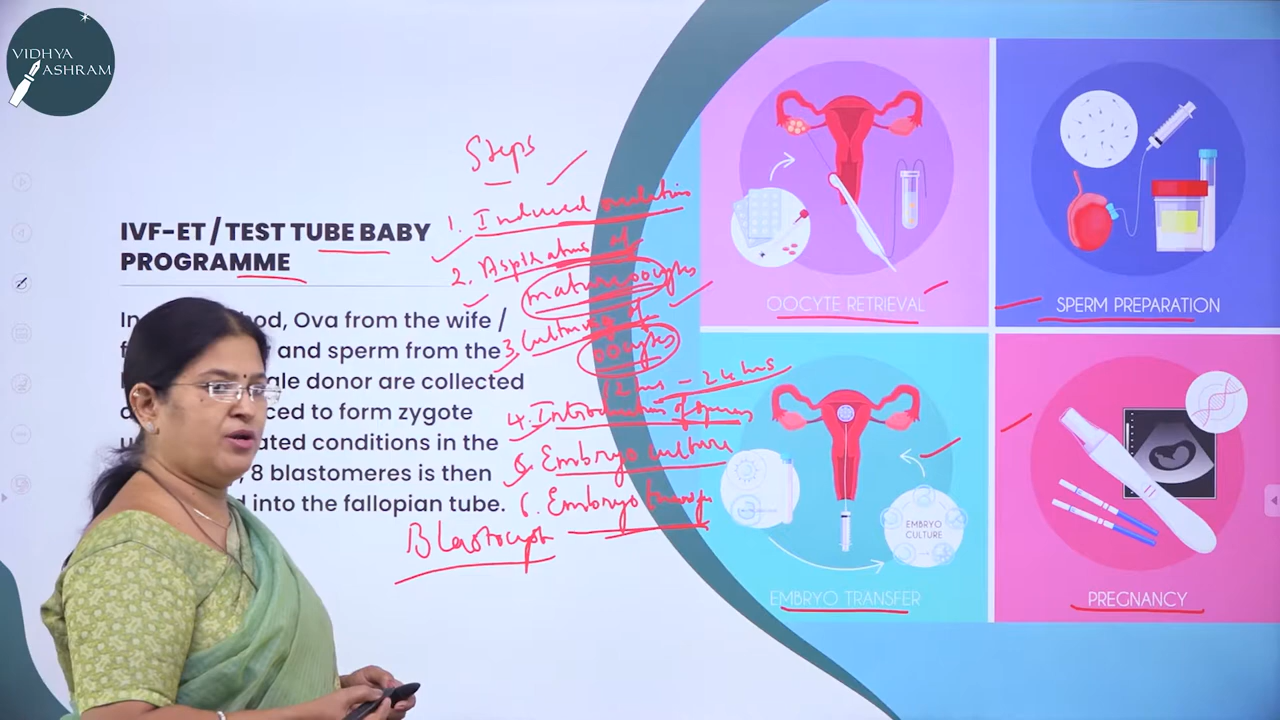 VIDHYA
ASHRAM
IVF-ET / TEST TUBE BABY
PROGRAMME
In od, Ova from the wife /
and sperm from the
ale donor are collected
ced to form zygote
ated conditions in the
, 8 blastomeres is then
into the fallopian tube.
Steps
1. Induced ovulation
2. Aspiration of
mature oocytes
3. Culturing of
oocytes
12 hrs - 24 hrs
4. Introduction of sperms
5. Embryo culture
6. Embryo transfer
Blastocyst
OOCYTE RETRIEVAL
SPERM PREPARATION
EMBRYO
CULTURE
EMBRYO TRANSFER
PREGNANCY